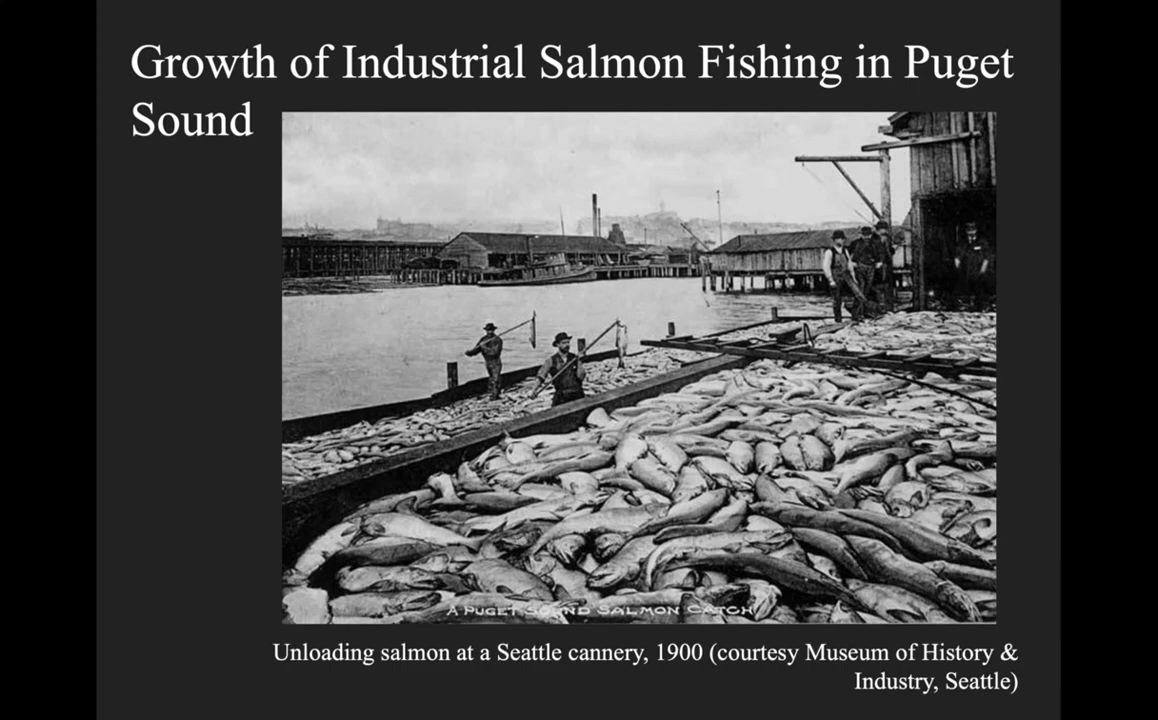 Growth of Industrial Salmon Fishing in Puget
Sound
A PUGET SOUND SALMON CATCH
Unloading salmon at a Seattle cannery, 1900 (courtesy Museum of History &
Industry, Seattle)